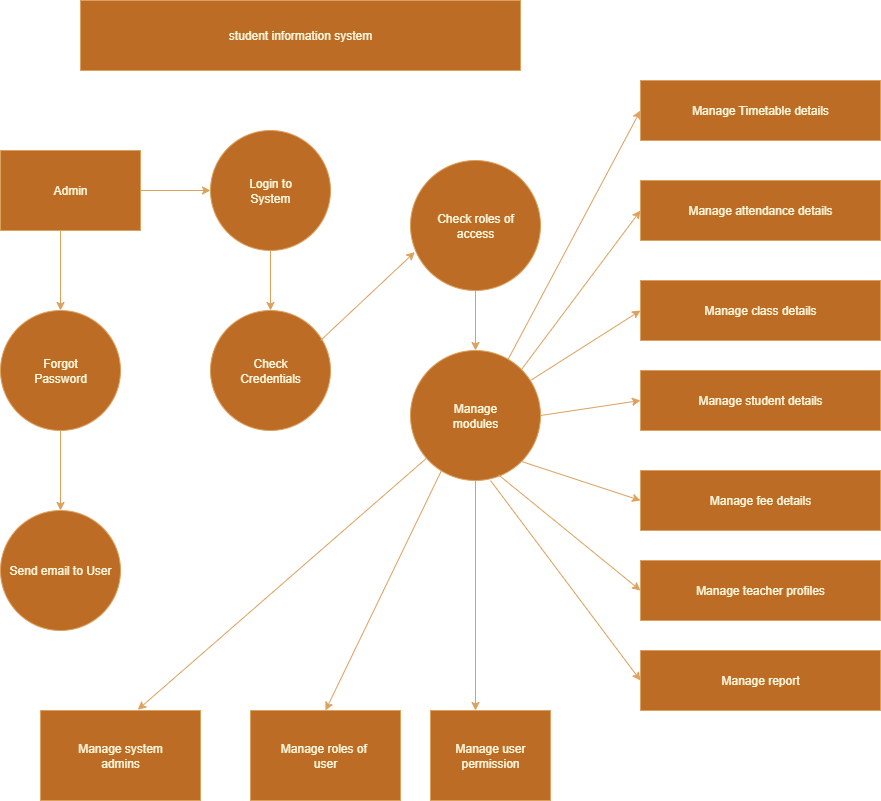 student information system
Manage Timetable details
Admin
Login to
System
Check roles of
access
Manage attendance details
Manage class details
Forgot
Password
Check
Credentials
Manage
modules
Manage student details
Manage fee details
Send email to User
Manage teacher profiles
Manage report
Manage system
admins
Manage roles of
user
Manage user
permission